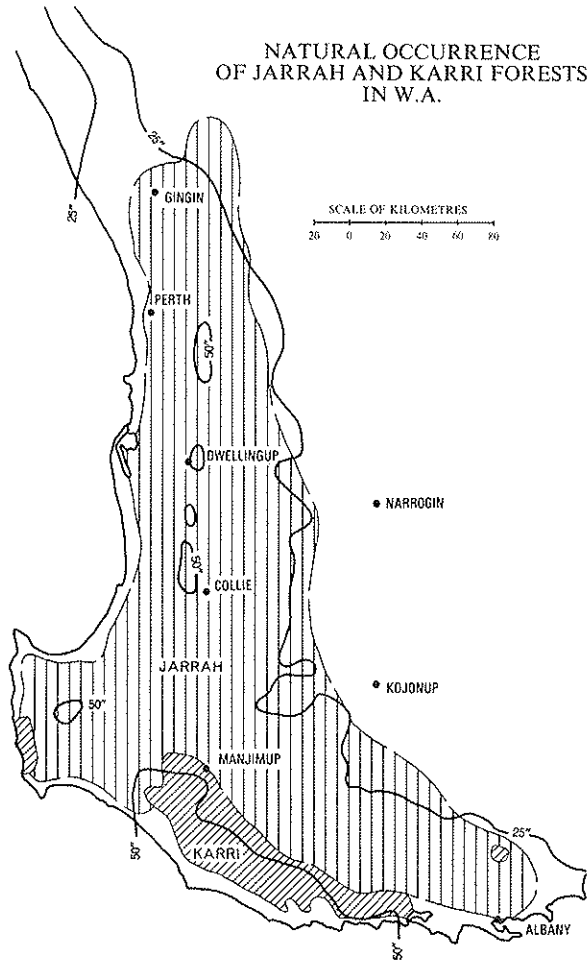 NATURAL OCCURRENCE
OF JARRAH AND KARRI FORESTS
IN W.A.
25"
25"
GINGIN
SCALE OF KILOMETRES
20 0 20 40 60 80
PERTH
50"
DWELLINGUP
NARROGIN
50"
COLLIE
JARRAH
KOJONUP
50"
MANJIMUP
KARRI
25"
50"
ALBANY
50"